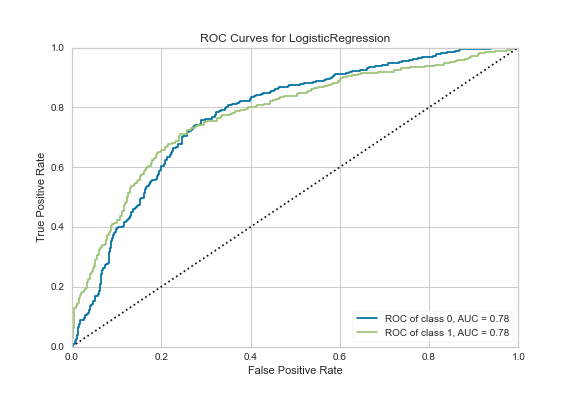 ROC Curves for LogisticRegression
True Positive Rate
1.0
0.8
0.6
0.4
0.2
0.0
ROC of class 0, AUC = 0.78
ROC of class 1, AUC = 0.78
0.0 0.2 0.4 0.6 0.8 1.0
False Positive Rate